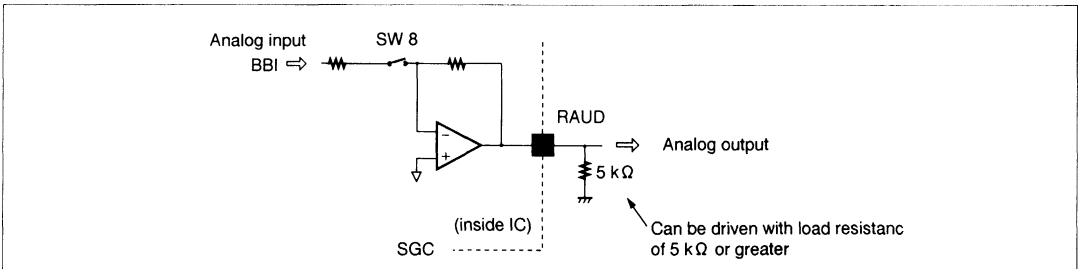 Analog input
SW 8
BBI ⇨
RAUD
−
+
⇨ Analog output
5 kΩ
(inside IC)
SGC
Can be driven with load resistanc
of 5 kΩ or greater